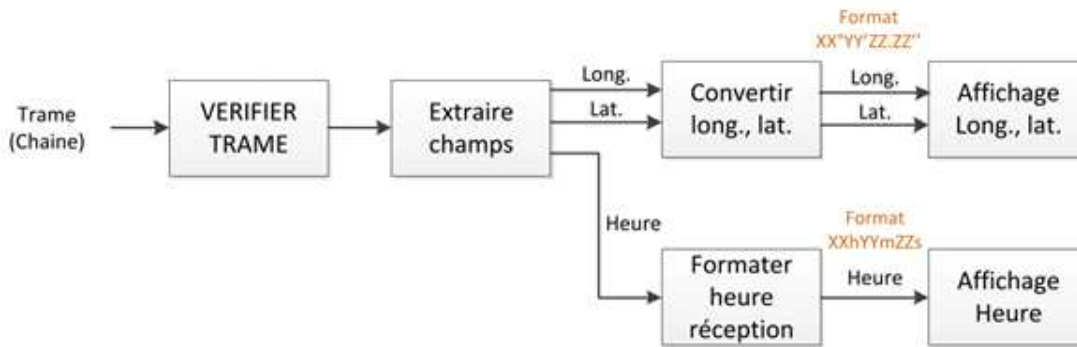 Trame
(Chaine)
VERIFIER
TRAME
Extraire
champs
Long.
Lat.
Heure
Convertir
long., lat.
Format
XX°YY'ZZ.ZZ''
Long.
Lat.
Affichage
Long., lat.
Formater
heure
réception
Format
XXhYYmZZs
Heure
Affichage
Heure